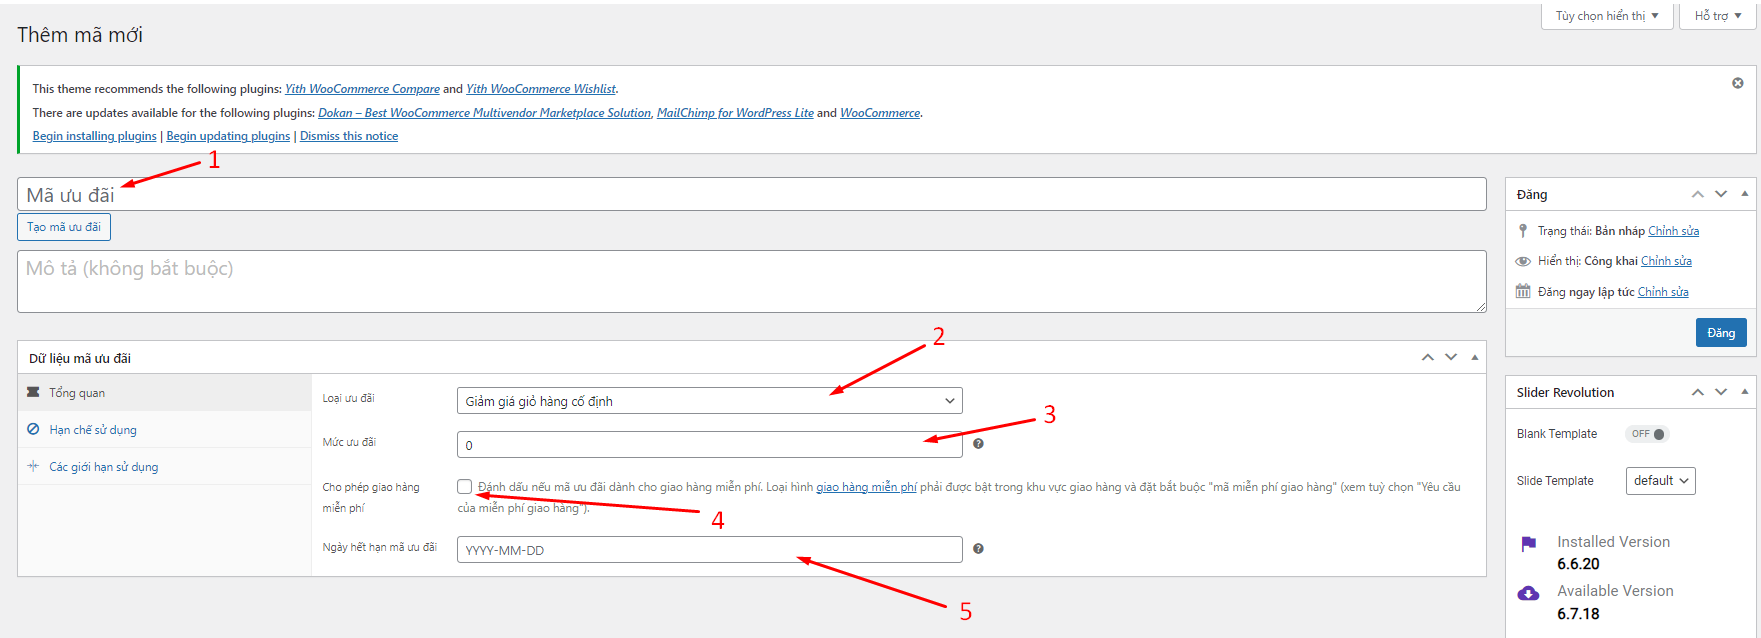 Tùy chọn hiển thị ▼
Hỗ trợ ▼
Thêm mã mới
This theme recommends the following plugins: Yith WooCommerce Compare and Yith WooCommerce Wishlist.
There are updates available for the following plugins: Dokan – Best WooCommerce Multivendor Marketplace Solution, MailChimp for WordPress Lite and WooCommerce.
Begin installing plugins | Begin updating plugins | Dismiss this notice
1
Mã ưu đãi
Tạo mã ưu đãi
Mô tả (không bắt buộc)
Dữ liệu mã ưu đãi
Tổng quan
Hạn chế sử dụng
Các giới hạn sử dụng
2
Loại ưu đãi
Giảm giá giỏ hàng cố định
3
Mức ưu đãi
0
Cho phép giao hàng
miễn phí
Đánh dấu nếu mã ưu đãi dành cho giao hàng miễn phí. Loại hình giao hàng miễn phí phải được bật trong khu vực giao hàng và đặt bắt buộc "mã miễn phí giao hàng" (xem tuỳ chọn "Yêu cầu
của miễn phí giao hàng").
4
Ngày hết hạn mã ưu đãi
YYYY-MM-DD
5
Đăng
Trạng thái: Bản nháp Chỉnh sửa
Hiển thị: Công khai Chỉnh sửa
Đăng ngay lập tức Chỉnh sửa
Đăng
Slider Revolution
Blank Template
OFF
Slide Template
default
Installed Version
6.6.20
Available Version
6.7.18